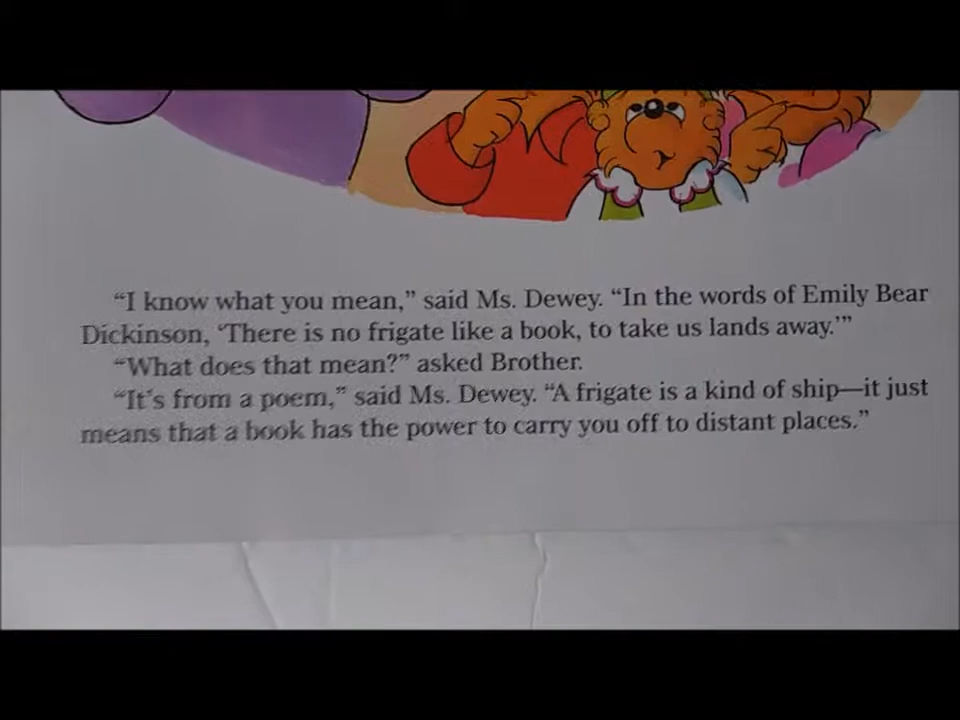 “I know what you mean,” said Ms. Dewey. “In the words of Emily Bear
Dickinson, ‘There is no frigate like a book, to take us lands away.’”
“What does that mean?” asked Brother.
“It’s from a poem,” said Ms. Dewey. “A frigate is a kind of ship—it just
means that a book has the power to carry you off to distant places.”